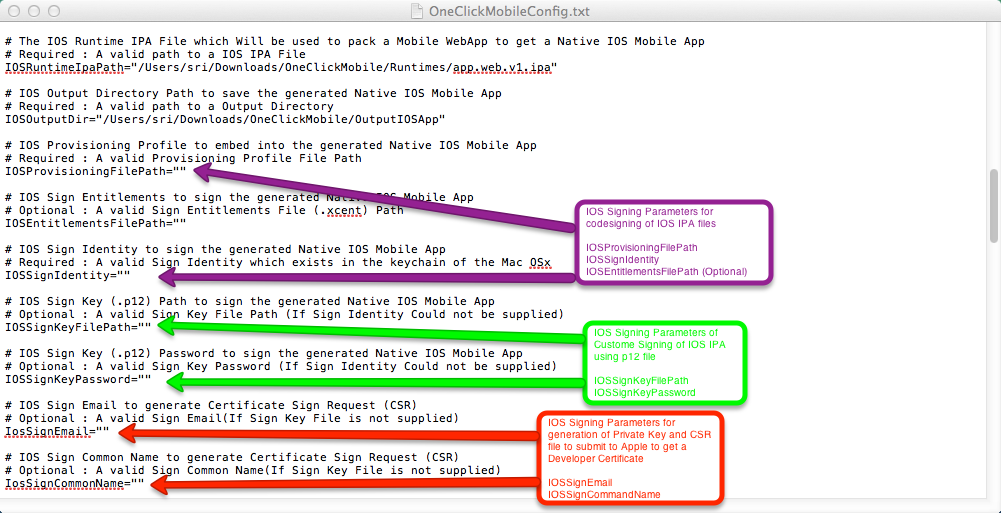 OneClickMobileConfig.txt
# The IOS Runtime IPA File which Will be used to pack a Mobile WebApp to get a Native IOS Mobile App
# Required : A valid path to a IOS IPA File
IOSRuntimeIpaPath="/Users/sri/Downloads/OneClickMobile/Runtimes/app.web.v1.ipa"
# IOS Output Directory Path to save the generated Native IOS Mobile App
# Required : A valid path to a Output Directory
IOSOutputDir="/Users/sri/Downloads/OneClickMobile/OutputIOSApp"
# IOS Provisioning Profile to embed into the generated Native IOS Mobile App
# Required : A valid Provisioning Profile File Path
IOSProvisioningFilePath=""
# IOS Sign Entitlements to sign the generated Native IOS Mobile App
# Optional : A valid Sign Entitlements File (.xcent) Path
IOSEntitlementsFilePath=""
# IOS Sign Identity to sign the generated Native IOS Mobile App
# Required : A valid Sign Identity which exists in the keychain of the Mac OSx
IOSSignIdentity=""
# IOS Sign Key (.p12) Path to sign the generated Native IOS Mobile App
# Optional : A valid Sign Key File Path (If Sign Identity Could not be supplied)
IOSSignKeyFilePath=""
# IOS Sign Key (.p12) Password to sign the generated Native IOS Mobile App
# Optional : A valid Sign Key Password (If Sign Identity Could not be supplied)
IOSSignKeyPassword=""
# IOS Sign Email to generate Certificate Sign Request (CSR)
# Optional : A valid Sign Email(If Sign Key File is not supplied)
IosSignEmail=""
# IOS Sign Common Name to generate Certificate Sign Request (CSR)
# Optional : A valid Sign Common Name(If Sign Key File is not supplied)
IosSignCommonName=""
IOS Signing Parameters for
codesigning of IOS IPA files
IOSProvisioningFilePath
IOSSignIdentity
IOSEntitlementsFilePath (Optional)
IOS Signing Parameters of
Custome Signing of IOS IPA
using p12 file
IOSSignKeyFilePath
IOSSignKeyPassword
IOS Signing Parameters for
generation of Private Key and CSR
file to submit to Apple to get a
Developer Certificate
IOSSignEmail
IOSSignCommandName